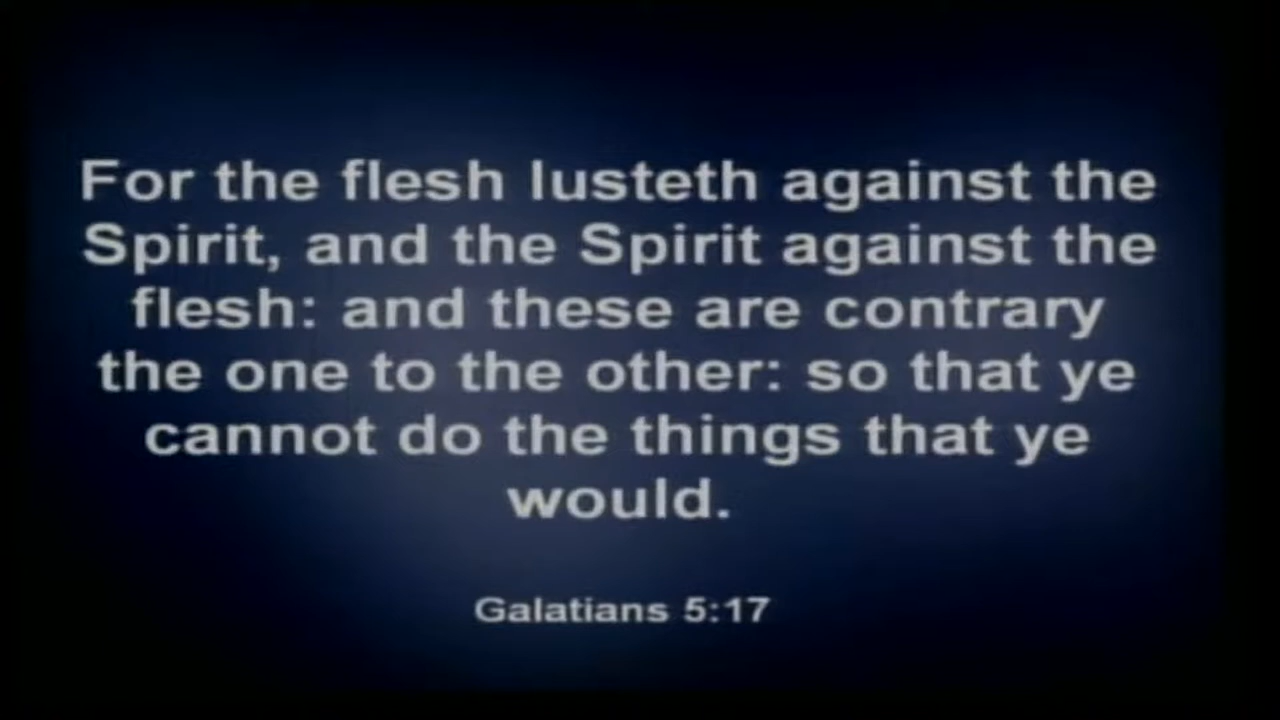 For the flesh lusteth against the
Spirit, and the Spirit against the
flesh: and these are contrary
the one to the other: so that ye
cannot do the things that ye
would.
Galatians 5:17